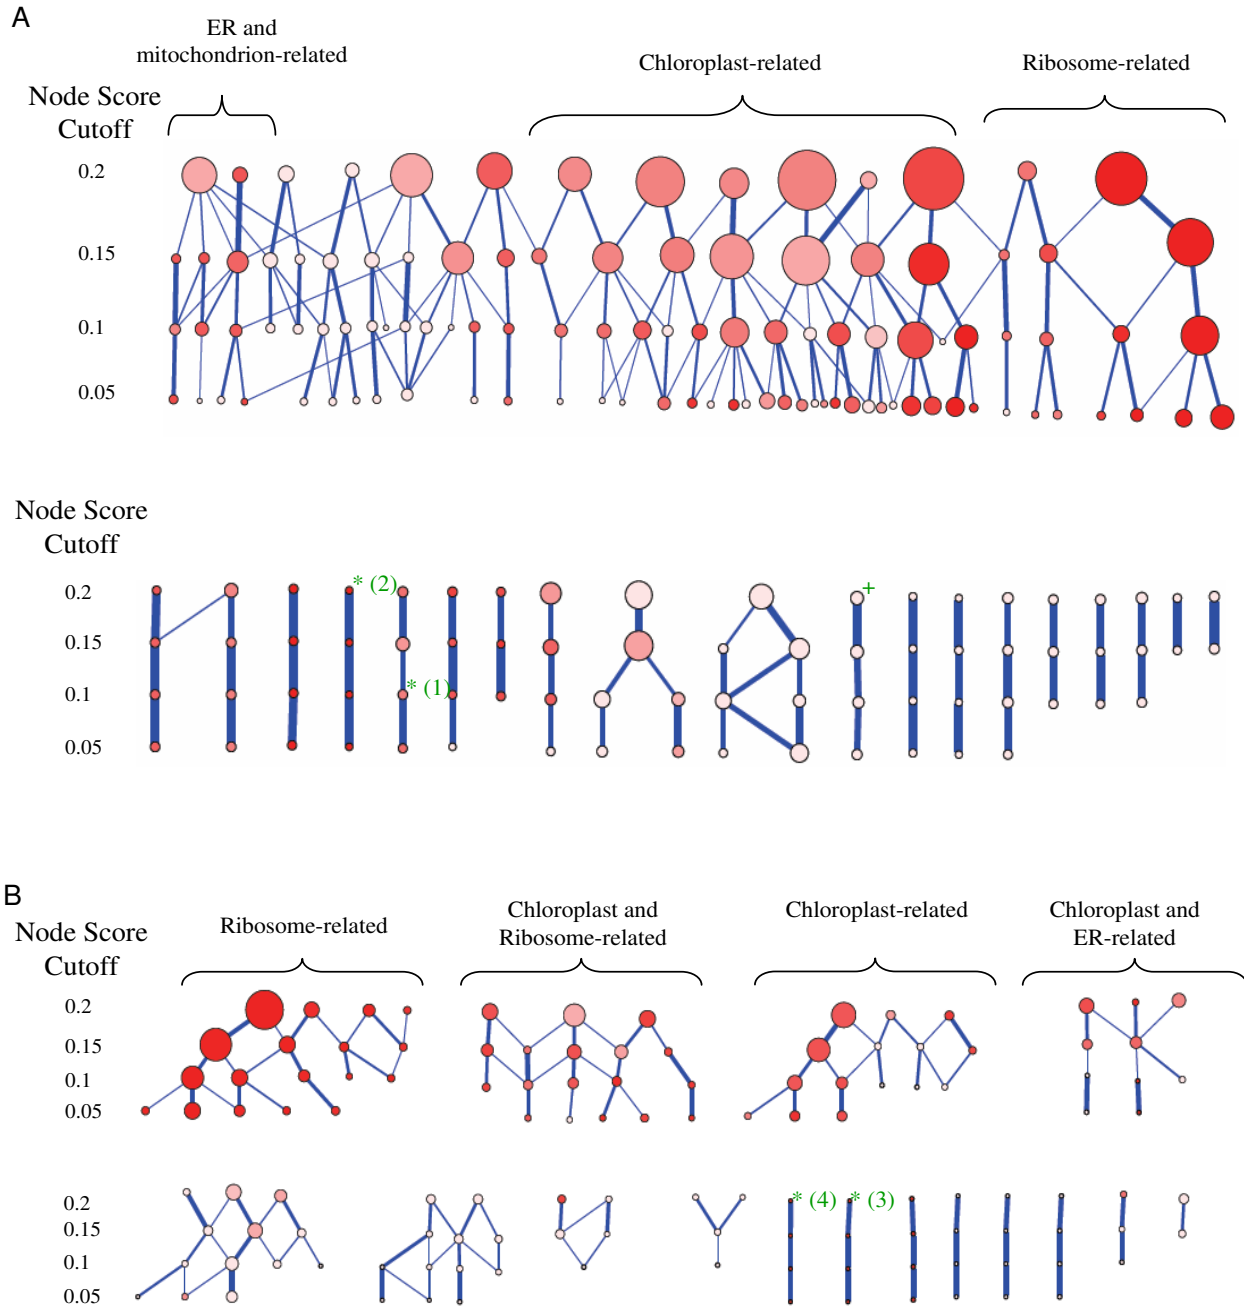 A
ER and
mitochondrion-related
Chloroplast-related
Ribosome-related
Node Score
Cutoff
0.2
0.15
0.1
0.05
Node Score
Cutoff
0.2
0.15
0.1
0.05
* (2)
* (1)
+
B
Node Score
Cutoff
Ribosome-related
Chloroplast and
Ribosome-related
Chloroplast-related
Chloroplast and
ER-related
0.2
0.15
0.1
0.05
0.2
0.15
0.1
0.05
* (4)
* (3)